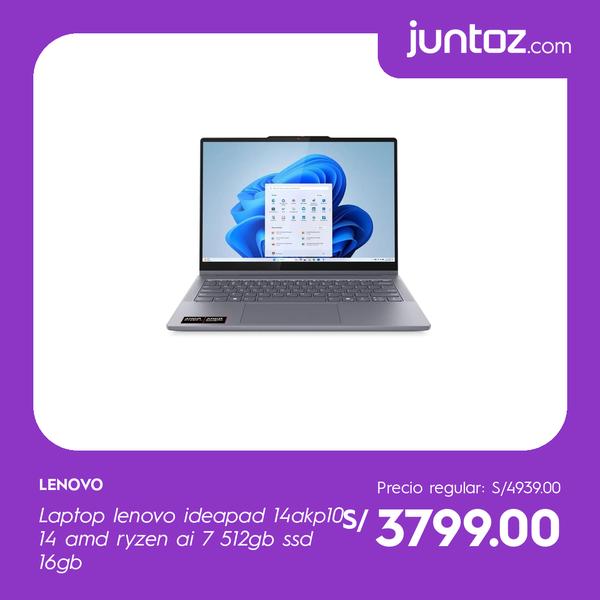 juntoz.com
LENOVO
Laptop lenovo ideapad 14akp10
14 amd ryzen ai 7 512gb ssd
16gb
Precio regular: S/4939.00
S/ 3799.00